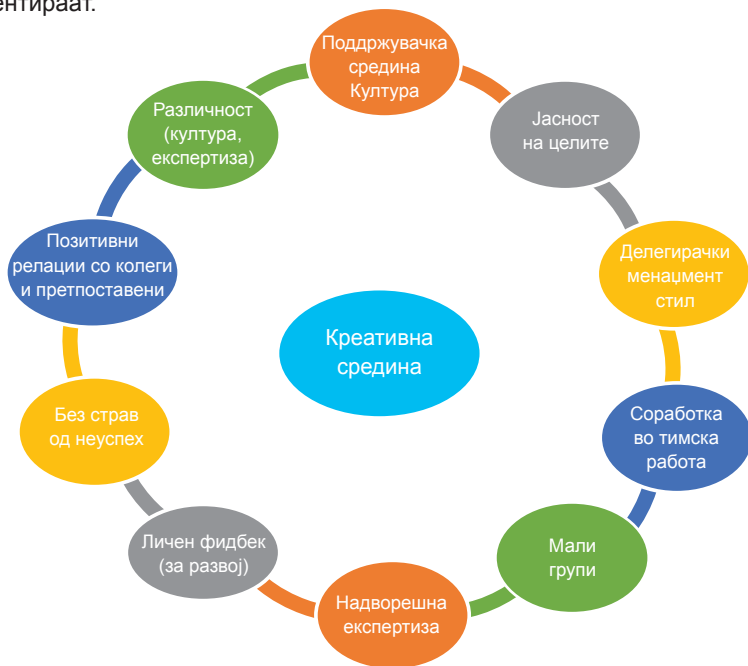 ентираат.
Поддржувачка
средина
Култура
Јасност
на целите
Делегирачки
менаџмент
стил
Соработка
во тимска
работа
Мали
групи
Надворешна
експертиза
Личен фидбек
(за развој)
Без страв
од неуспех
Позитивни
релации со колеги
и претпоставени
Различност
(култура,
експертиза)
Креативна
средина